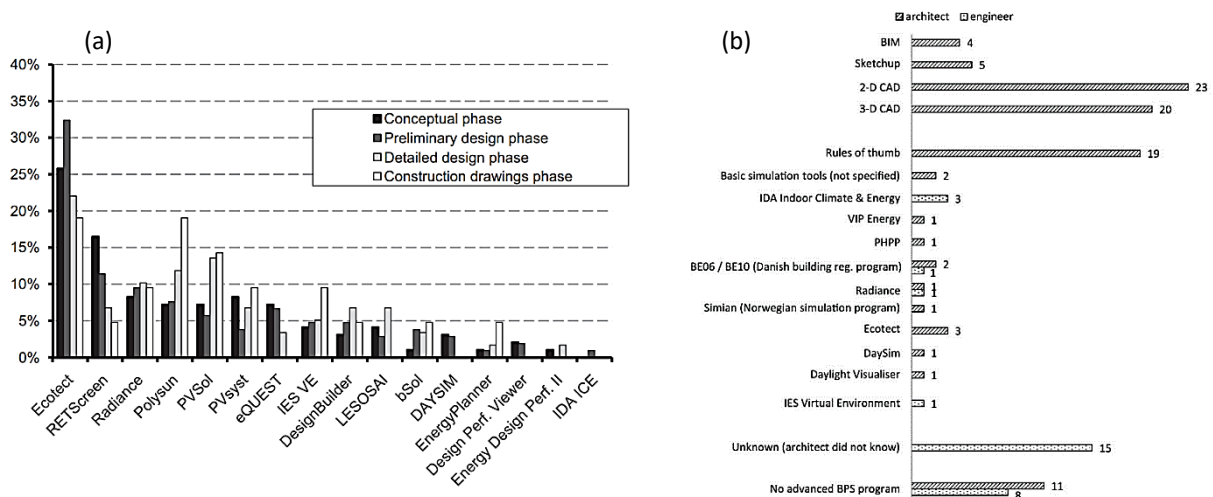 (a)
40%
35%
30%
25%
20%
15%
10%
5%
0%
Conceptual phase
Preliminary design phase
Detailed design phase
Construction drawings phase
Ecotect
RETScreen
Radiance
Polysun
PVSol
PVsyst
eQUEST
IES VE
DesignBuilder
LESOSAI
bSol
DAYSIM
EnergyPlanner
Design Perf. Viewer
Energy Design Perf. II
IDA ICE
(b)
architect engineer
BIM 4
Sketchup 5
2-D CAD 23
3-D CAD 20
Rules of thumb 19
Basic simulation tools (not specified) 2
IDA Indoor Climate & Energy 3
VIP Energy 1
PHPP 1
BE06 / BE10 (Danish building reg. program) 2
1
Radiance 1
1
Simian (Norwegian simulation program) 1
Ecotect 3
DaySim 1
Daylight Visualiser 1
IES Virtual Environment 1
Unknown (architect did not know) 15
No advanced BPS program 11
8